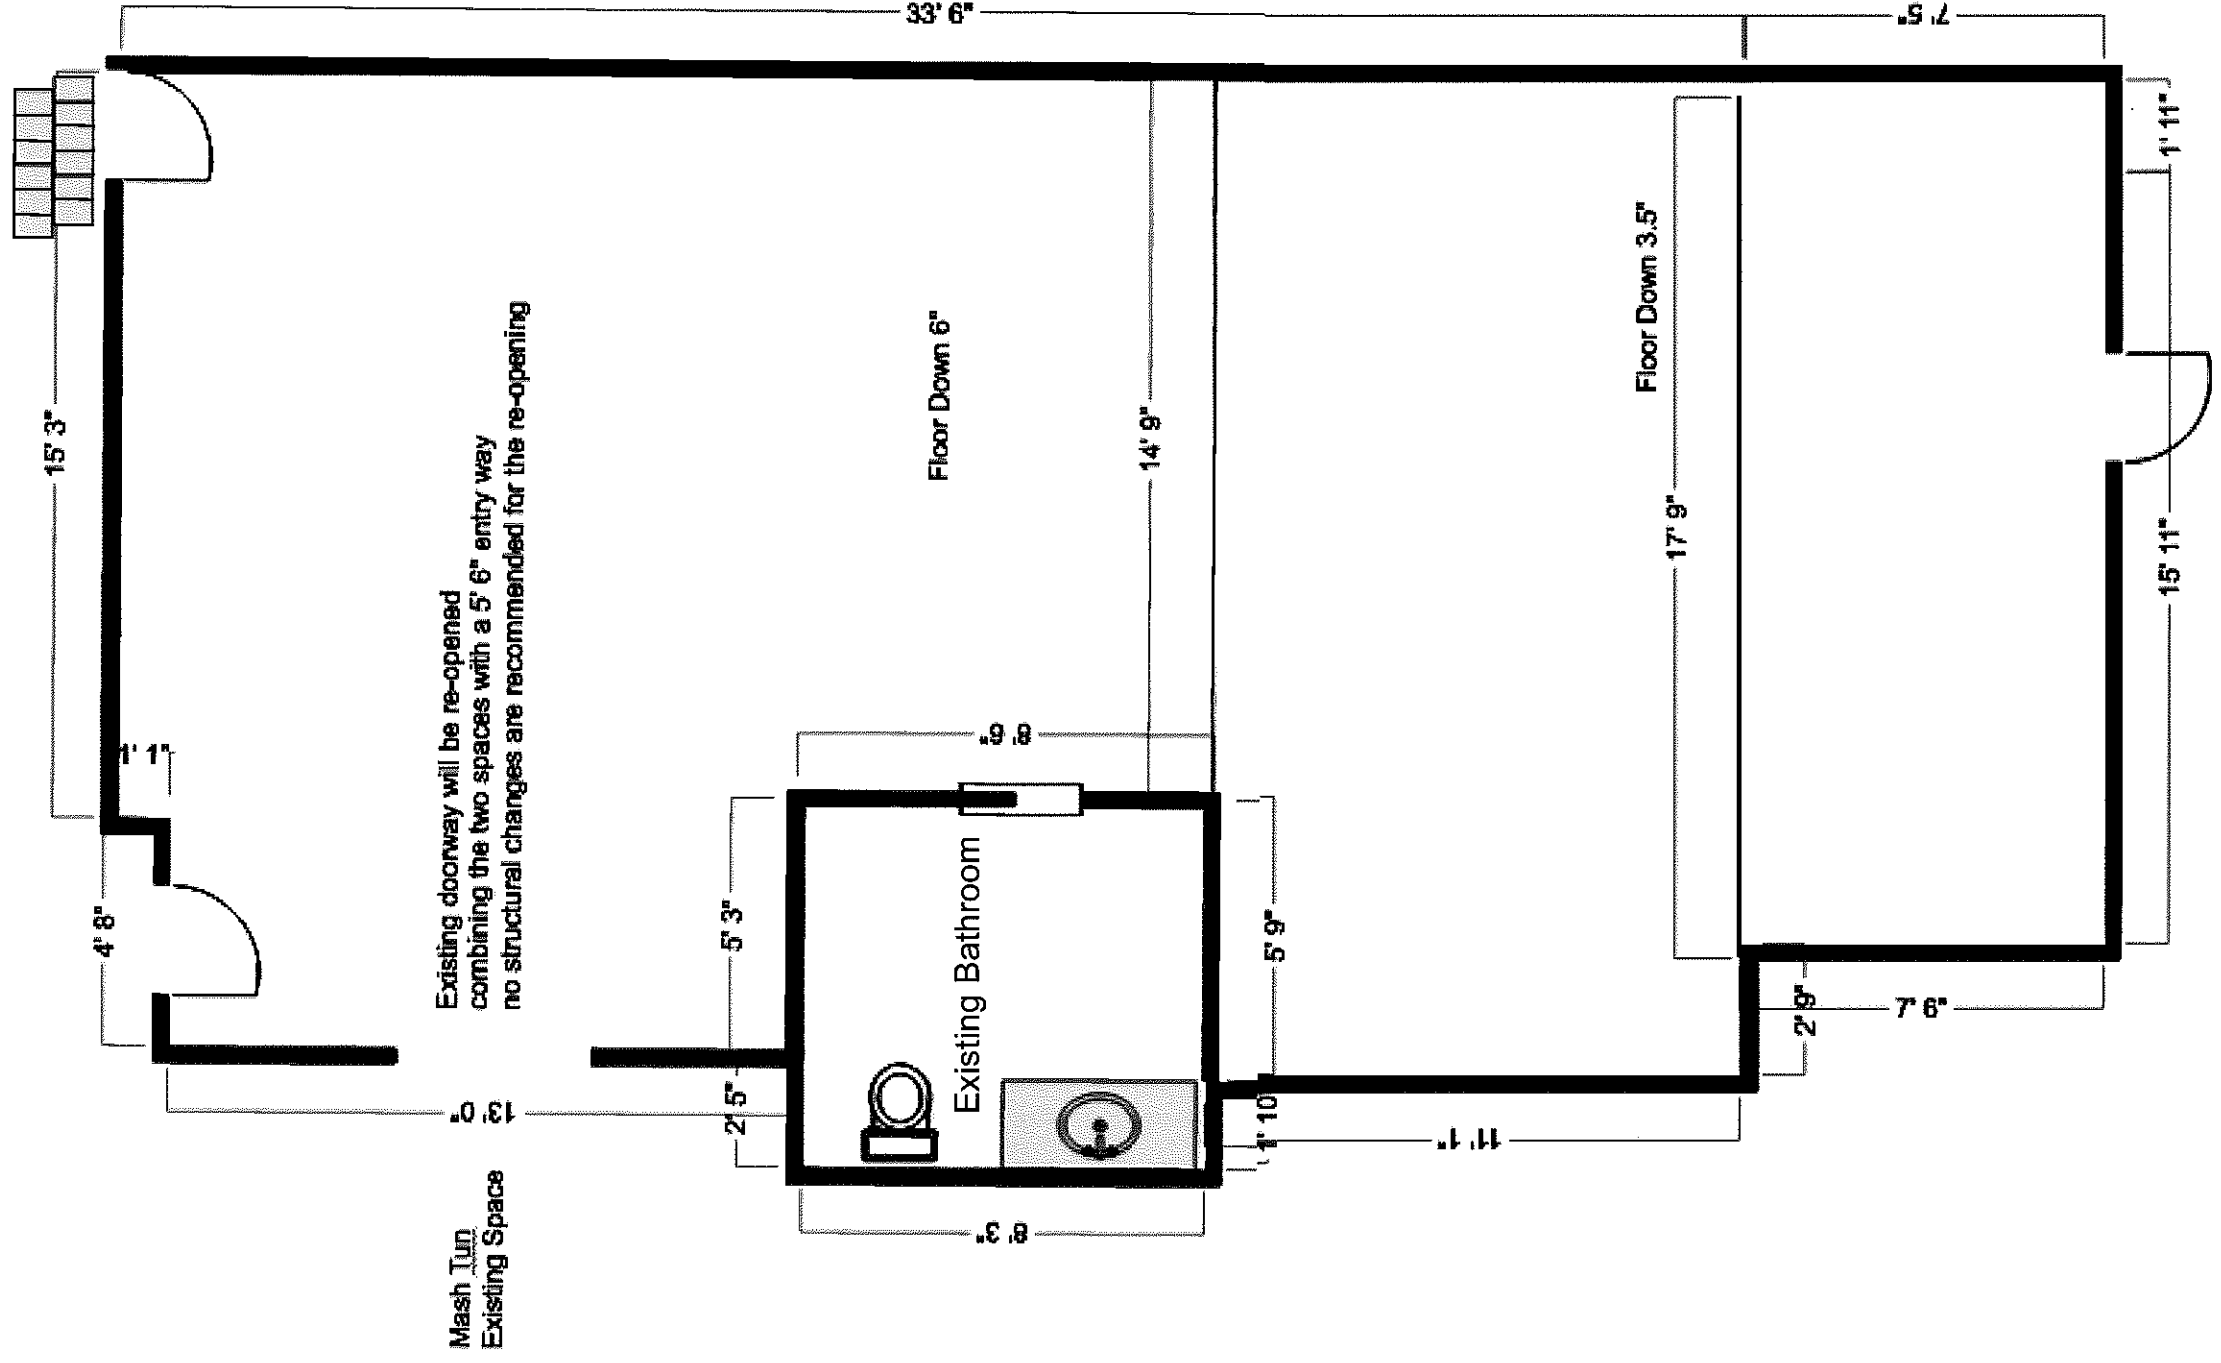 33' 6"
7' 5"
15' 3"
1' 11"
Floor Down 3.5"
Floor Down 6"
Existing doorway will be re-opened
combining the two spaces with a 5' 6" entry way
no structural changes are recommended for the re-opening
14' 9"
17' 9"
15' 11"
1' 1"
8' 6"
4' 8"
5' 3"
Existing Bathroom
5' 9"
2' 9"
7' 6"
13' 0"
2' 5"
1' 10
11' 1"
8' 3"
Mash Tun
Existing Space